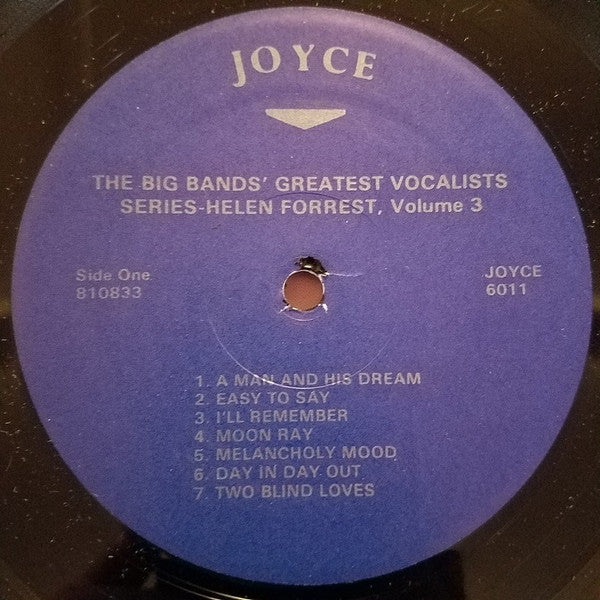 JOYCE
THE BIG BANDS' GREATEST VOCALISTS
SERIES-HELEN FORREST, Volume 3
Side One
810833
JOYCE
6011
1. A MAN AND HIS DREAM
2. EASY TO SAY
3. I'LL REMEMBER
4. MOON RAY
5. MELANCHOLY MOOD
6. DAY IN DAY OUT
7. TWO BLIND LOVES